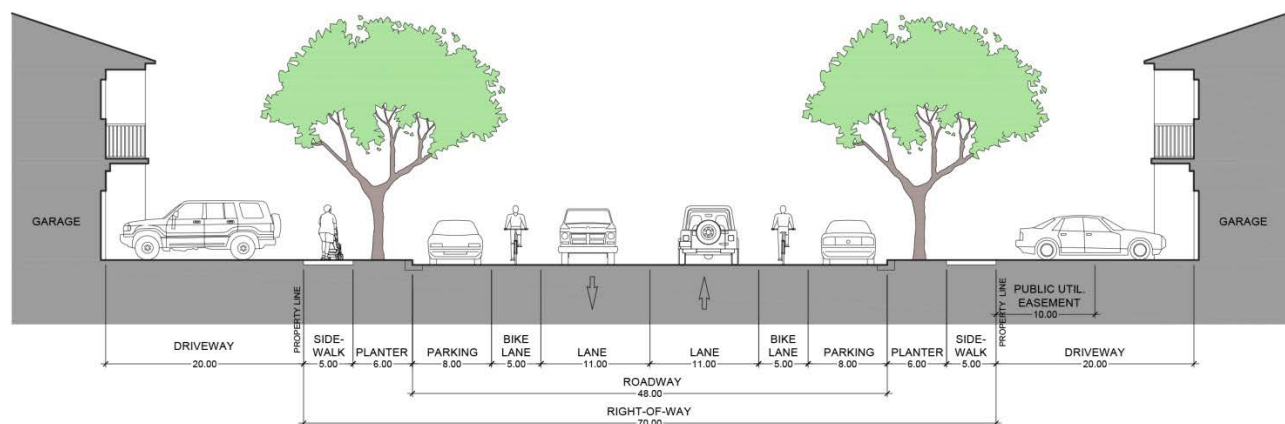 GARAGE
GARAGE
PUBLIC UTIL.
EASEMENT
10.00
PROPERTY LINE
PROPERTY LINE
DRIVEWAY
20.00
SIDE-
WALK
5.00
PLANTER
6.00
PARKING
8.00
BIKE
LANE
5.00
LANE
11.00
LANE
11.00
BIKE
LANE
5.00
PARKING
8.00
PLANTER
6.00
SIDE-
WALK
5.00
DRIVEWAY
20.00
ROADWAY
48.00
RIGHT-OF-WAY
70.00